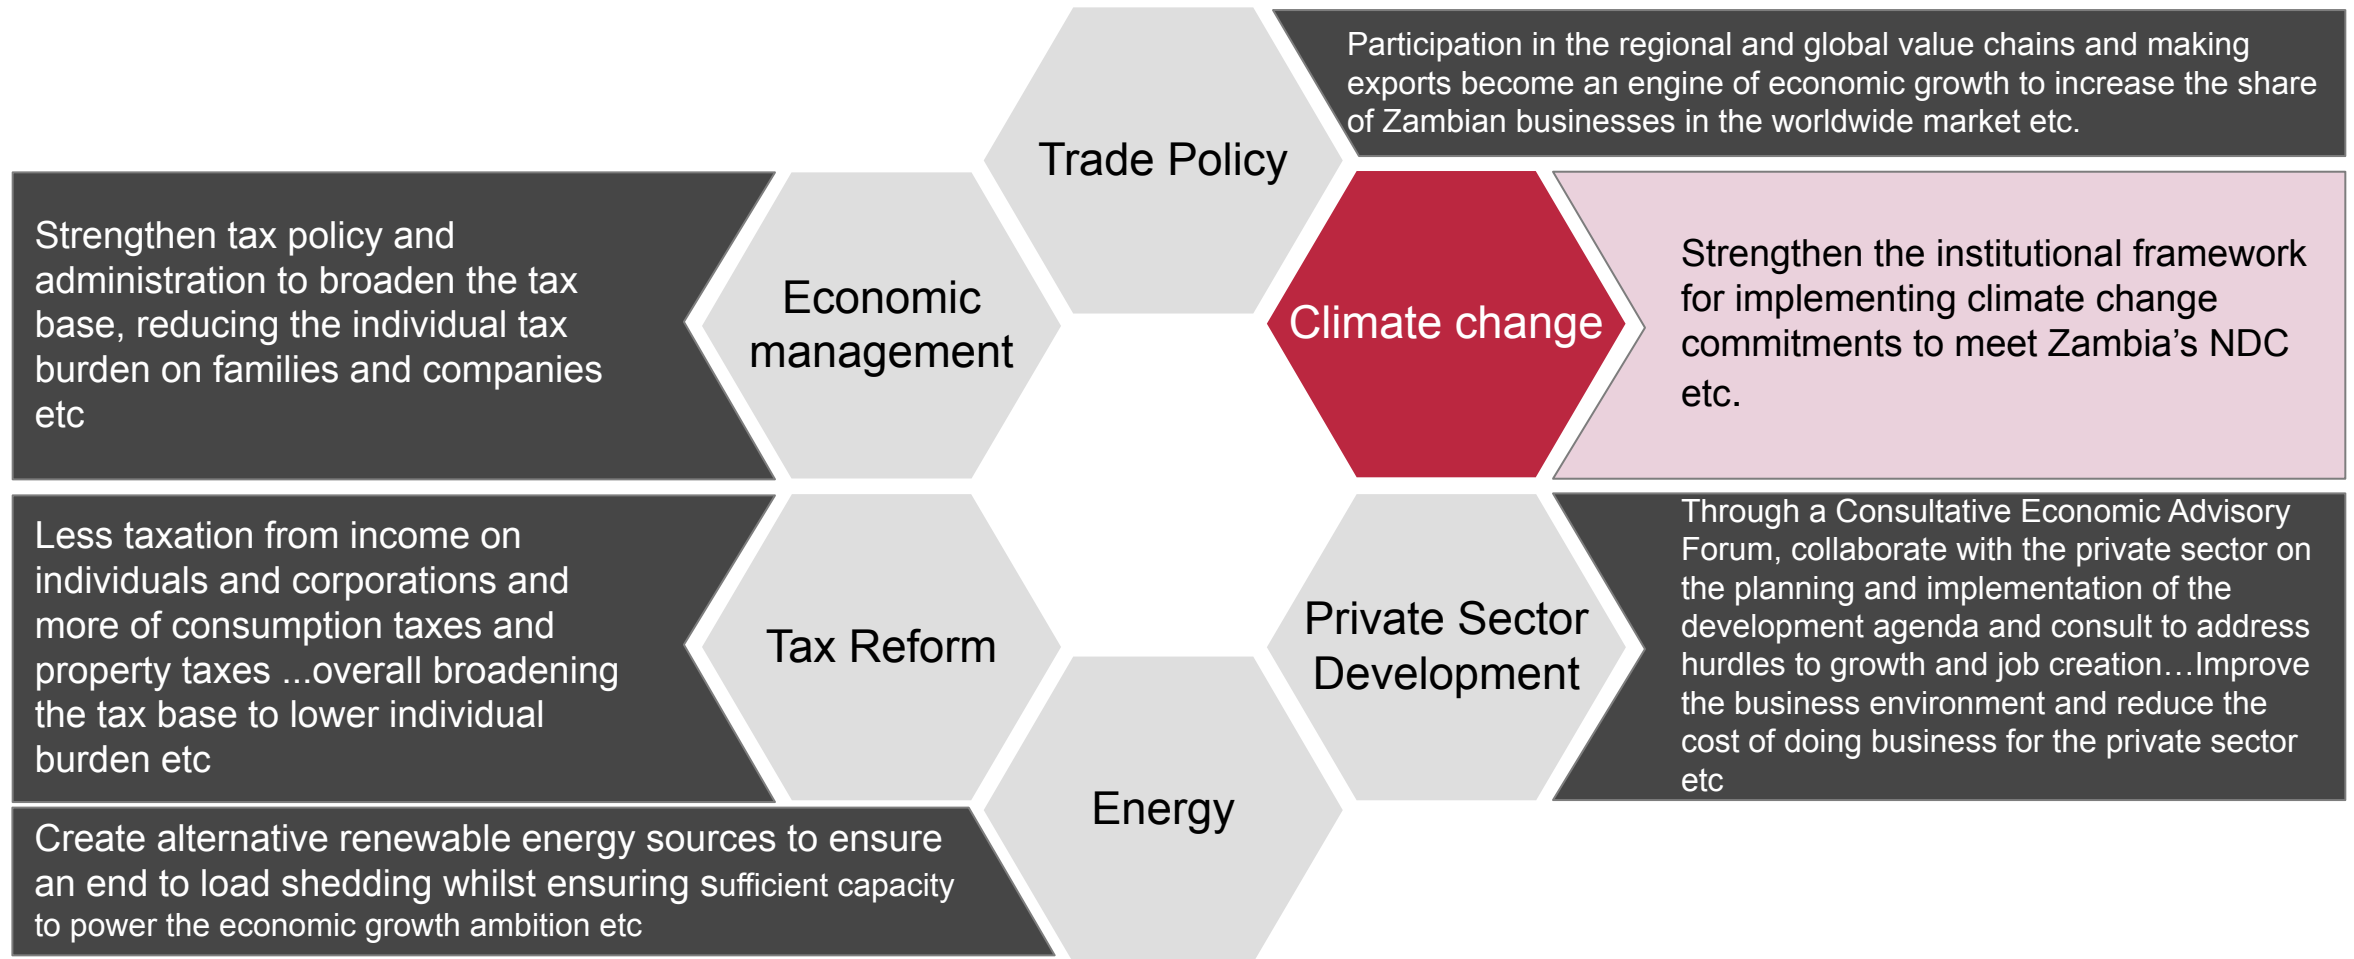 Participation in the regional and global value chains and making
exports become an engine of economic growth to increase the share
of Zambian businesses in the worldwide market etc.
Trade Policy
Strengthen tax policy and
administration to broaden the tax
base, reducing the individual tax
burden on families and companies
etc
Economic
management
Climate change
Strengthen the institutional framework
for implementing climate change
commitments to meet Zambia’s NDC
etc.
Less taxation from income on
individuals and corporations and
more of consumption taxes and
property taxes ...overall broadening
the tax base to lower individual
burden etc
Tax Reform
Private Sector
Development
Through a Consultative Economic Advisory
Forum, collaborate with the private sector on
the planning and implementation of the
development agenda and consult to address
hurdles to growth and job creation…Improve
the business environment and reduce the
cost of doing business for the private sector
etc
Energy
Create alternative renewable energy sources to ensure
an end to load shedding whilst ensuring sufficient capacity
to power the economic growth ambition etc